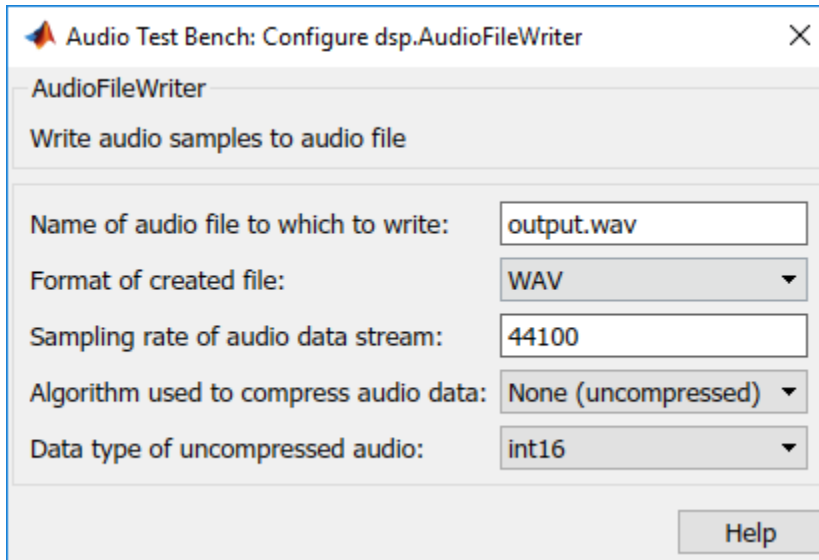 Audio Test Bench: Configure dsp.AudioFileWriter
AudioFileWriter
Write audio samples to audio file
Name of audio file to which to write: output.wav
Format of created file: WAV
Sampling rate of audio data stream: 44100
Algorithm used to compress audio data: None (uncompressed)
Data type of uncompressed audio: int16
Help